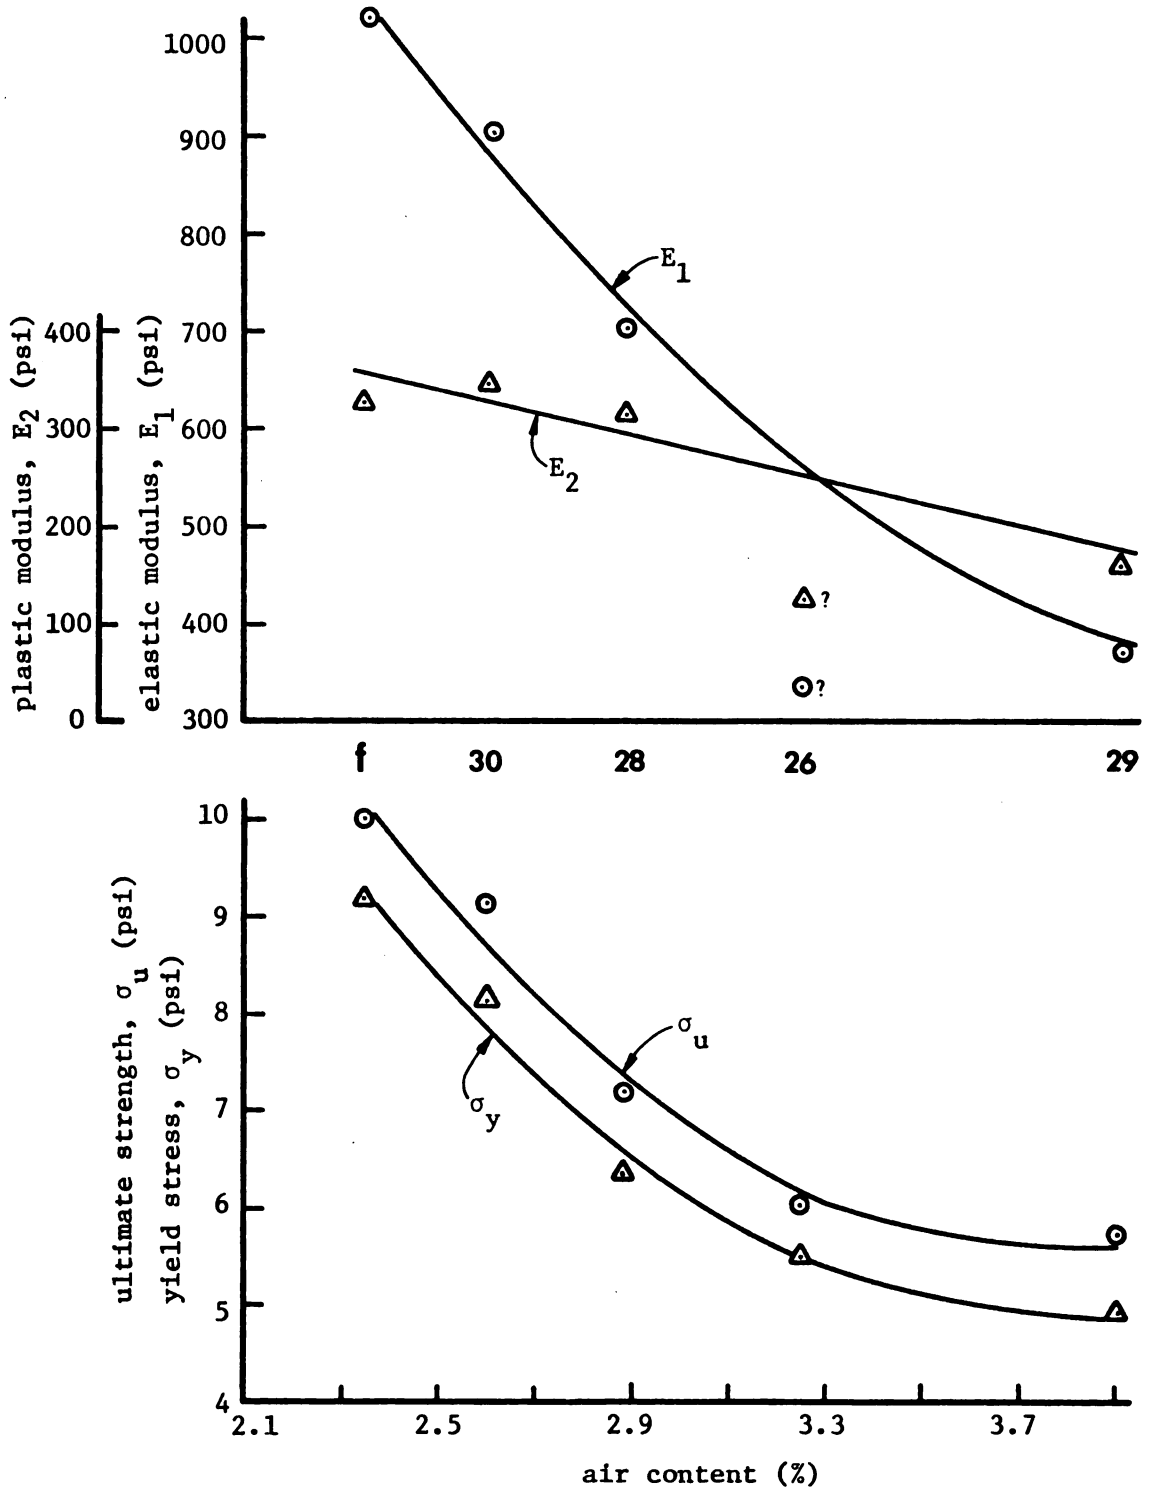 1000
900
800
700
600
500
400
300
400
300
200
100
0
plastic modulus, E2 (psi)
elastic modulus, E1 (psi)
E1
E2
?
?
f 30 28 26 29
10
9
8
7
6
5
4
ultimate strength, σu (psi)
yield stress, σy (psi)
σu
σy
2.1 2.5 2.9 3.3 3.7
air content (%)